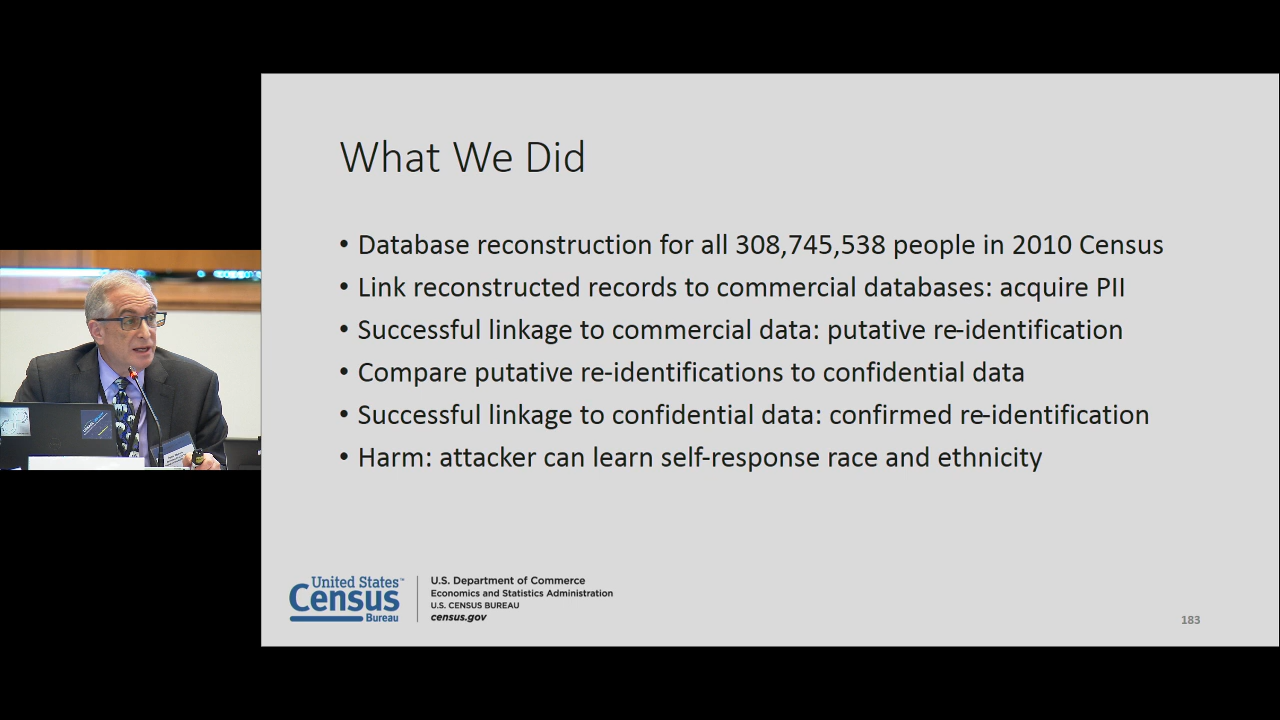 What We Did
• Database reconstruction for all 308,745,538 people in 2010 Census
• Link reconstructed records to commercial databases: acquire PII
• Successful linkage to commercial data: putative re-identification
• Compare putative re-identifications to confidential data
• Successful linkage to confidential data: confirmed re-identification
• Harm: attacker can learn self-response race and ethnicity
United States™
Census
Bureau
U.S. Department of Commerce
Economics and Statistics Administration
U.S. CENSUS BUREAU
census.gov
183